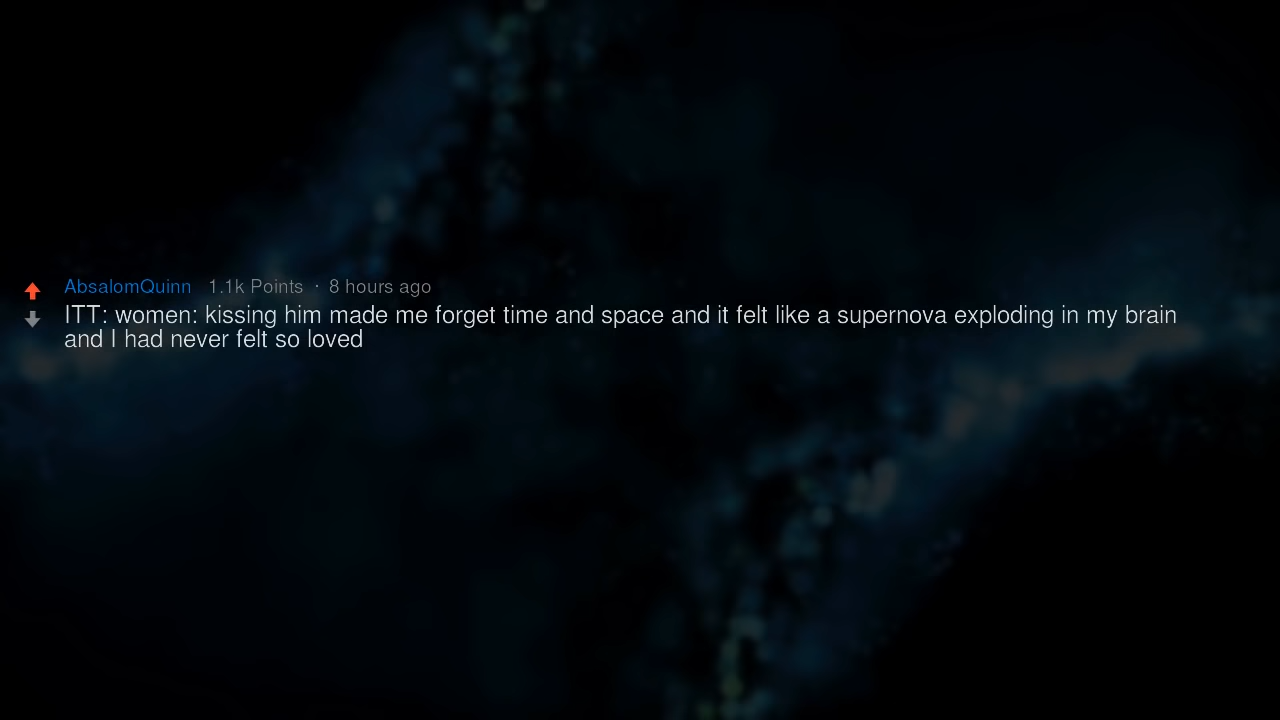 AbsalomQuinn 1.1k Points · 8 hours ago
ITT: women: kissing him made me forget time and space and it felt like a supernova exploding in my brain
and I had never felt so loved